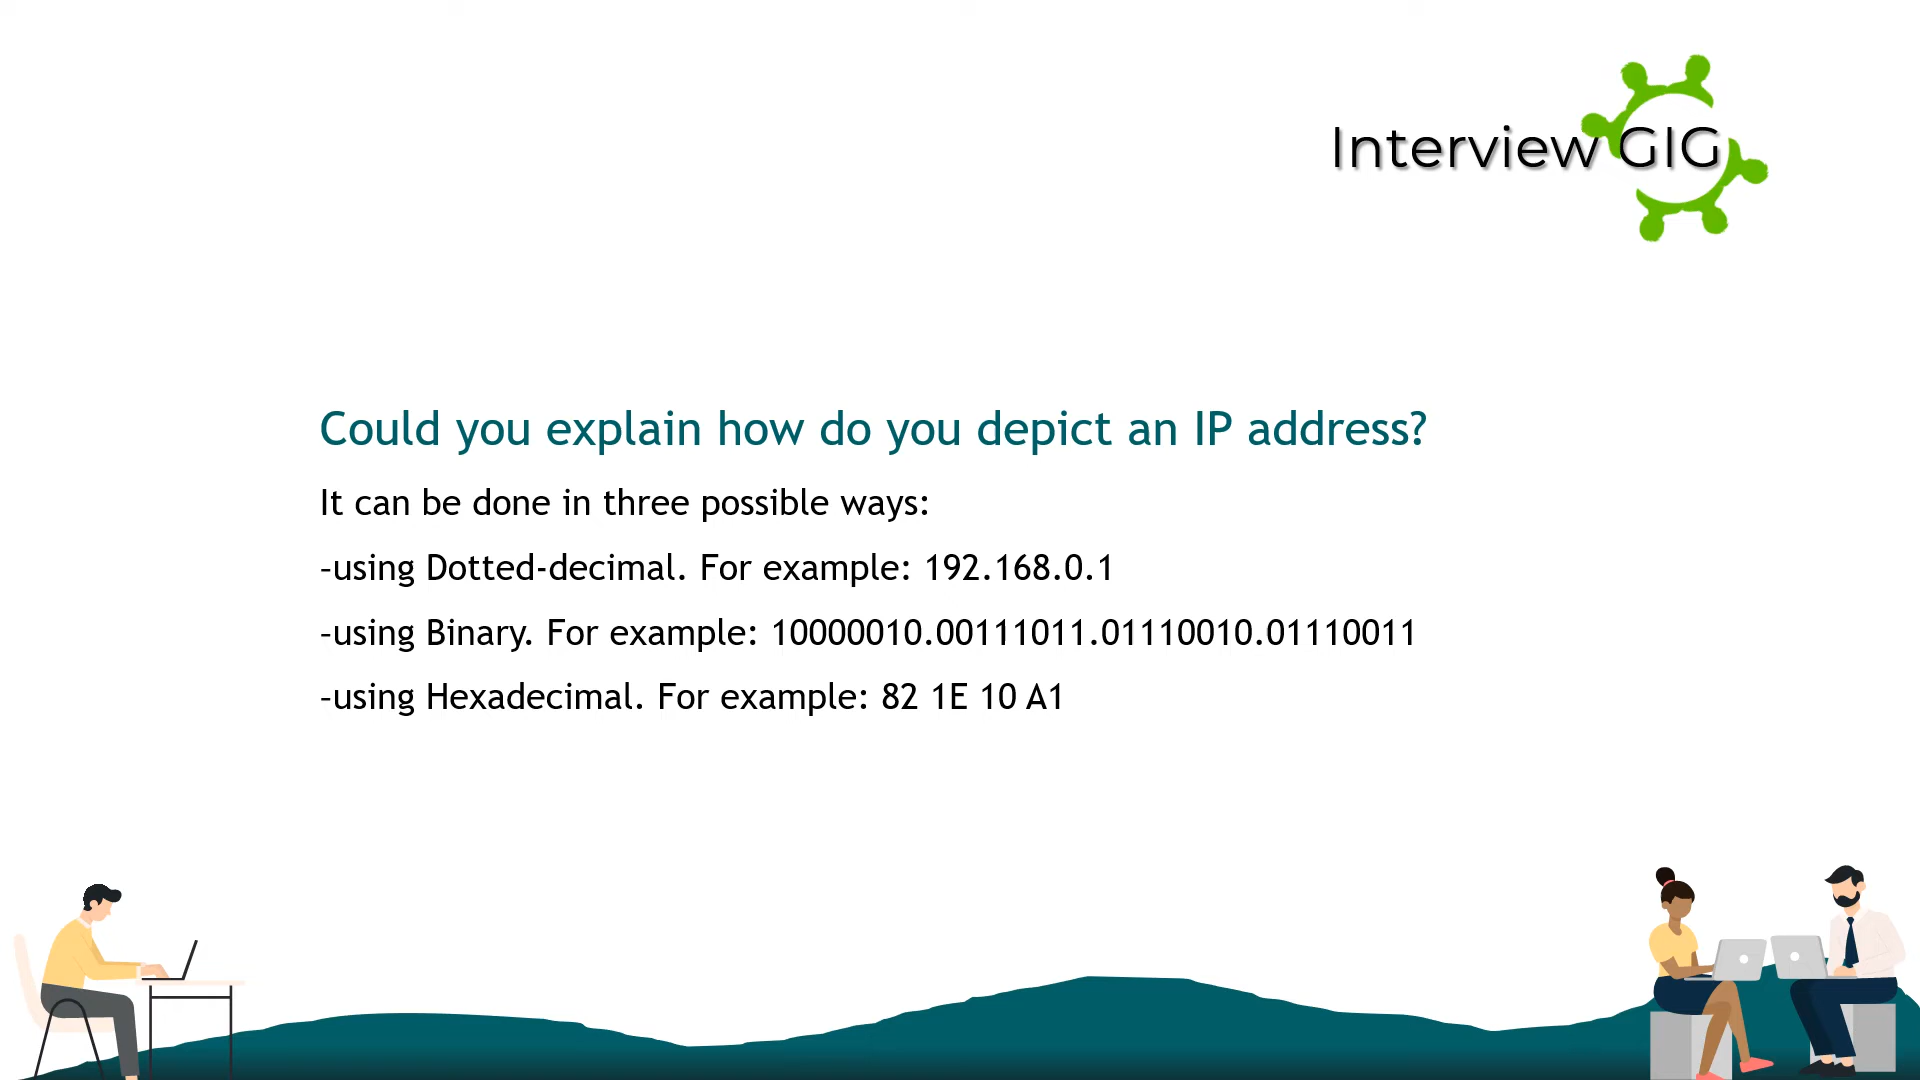 Interview GIG
Could you explain how do you depict an IP address?
It can be done in three possible ways:
-using Dotted-decimal. For example: 192.168.0.1
-using Binary. For example: 10000010.00111011.01110010.01110011
-using Hexadecimal. For example: 82 1E 10 A1